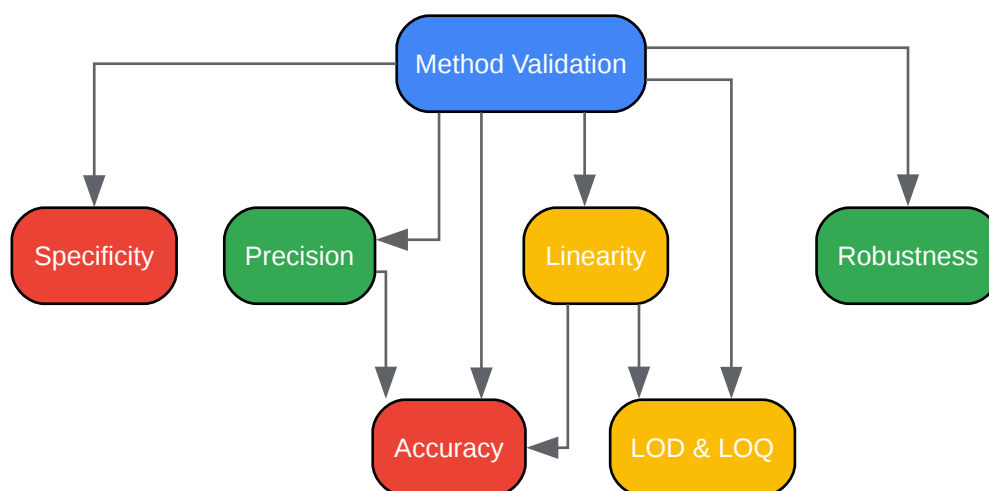 Method Validation
Specificity
Precision
Linearity
Robustness
Accuracy
LOD & LOQ